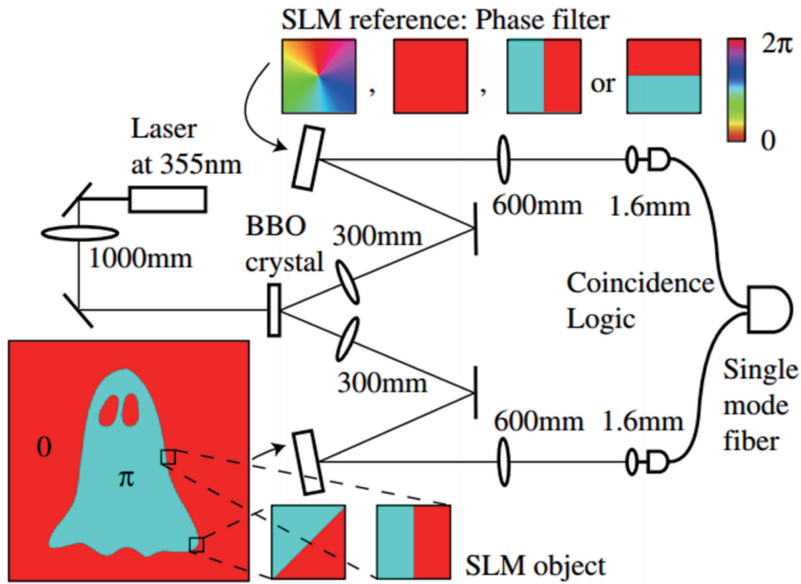 SLM reference: Phase filter
, , or
2π
0
Laser
at 355nm
1000mm
BBO
crystal
300mm
300mm
600mm
1.6mm
Coincidence
Logic
Single
mode
fiber
600mm
1.6mm
0
π
SLM object